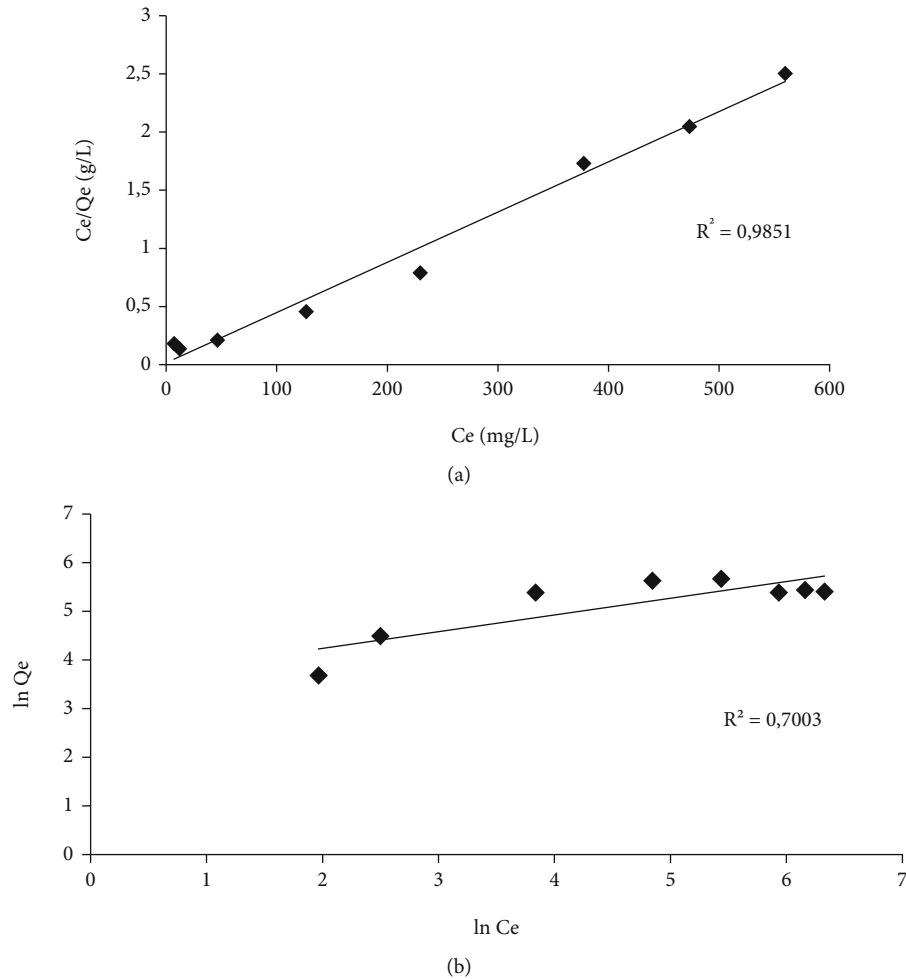 3
2,5
2
1,5
1
0,5
0
Ce/Qe (g/L)
R² = 0,9851
0 100 200 300 400 500 600
Ce (mg/L)
(a)
7
6
5
4
3
2
1
0
ln Qe
R² = 0,7003
0 1 2 3 4 5 6 7
ln Ce
(b)